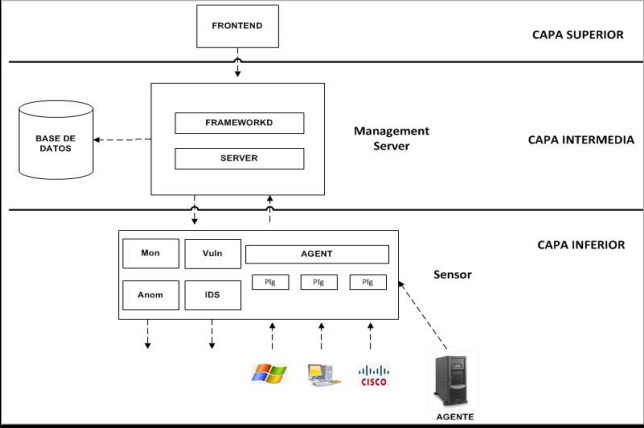 FRONTEND
CAPA SUPERIOR
BASE DE
DATOS
FRAMEWORKD
SERVER
Management
Server
CAPA INTERMEDIA
CAPA INFERIOR
Mon
Vuln
AGENT
Anom
IDS
Plg
Plg
Plg
Sensor
CISCO.
AGENTE